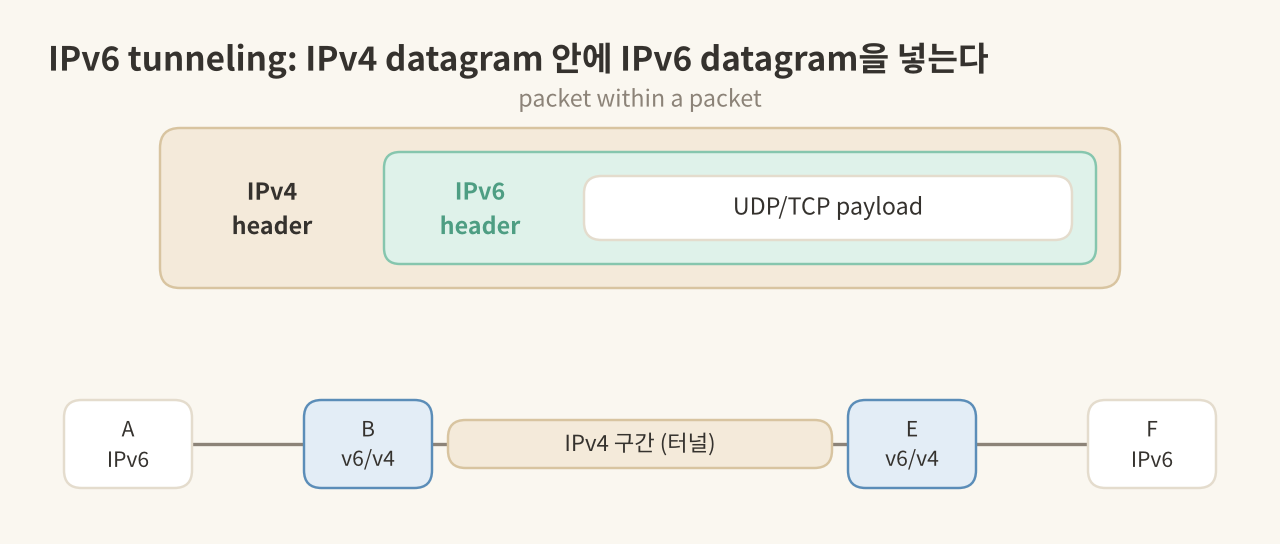 IPv6 tunneling: IPv4 datagram 안에 IPv6 datagram을 넣는다
packet within a packet
IPv4
header
IPv6
header
UDP/TCP payload
A
IPv6
B
v6/v4
IPv4 구간 (터널)
E
v6/v4
F
IPv6